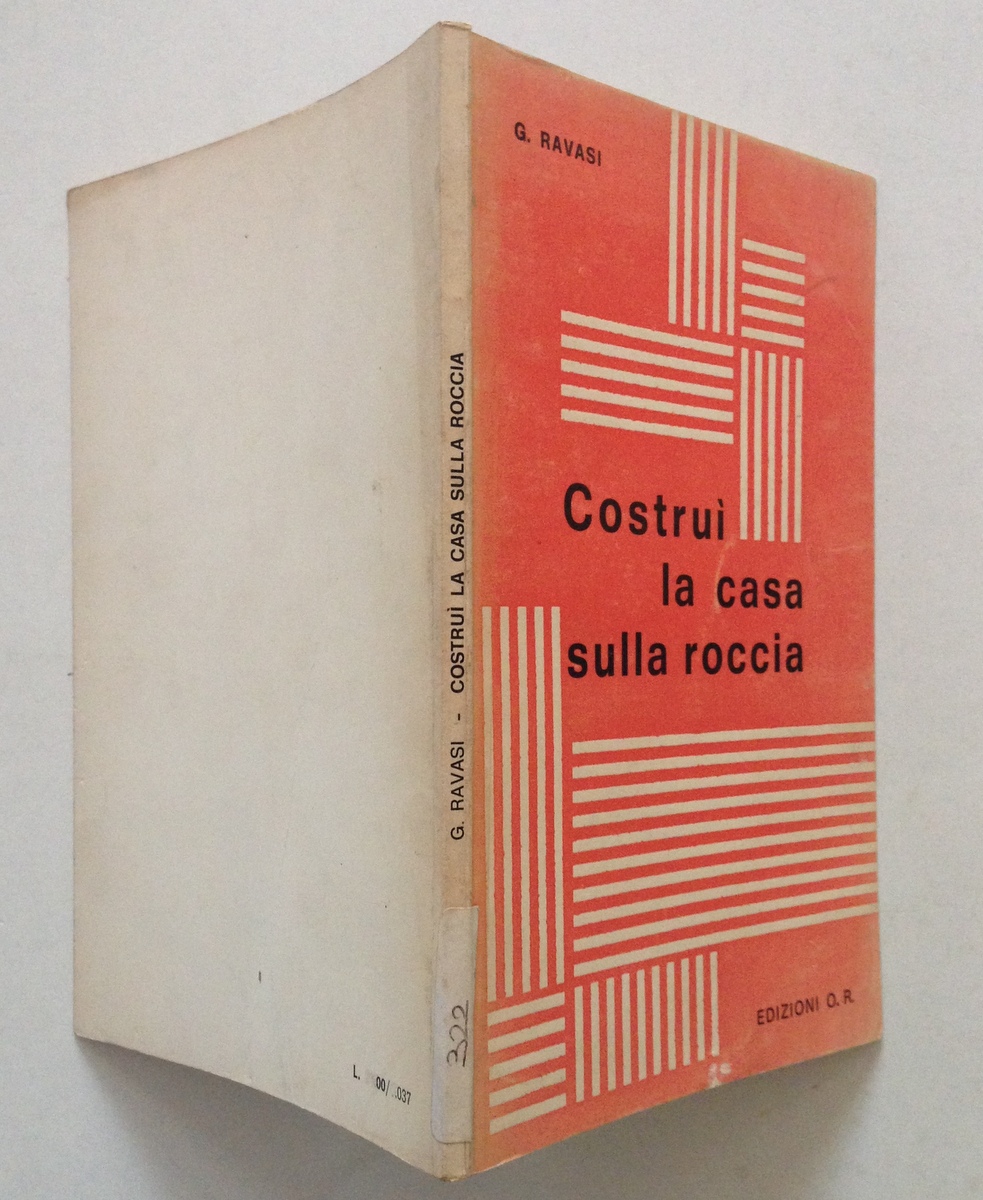 G. RAVASI
Costruì
la casa
sulla roccia
EDIZIONI O. R.
G. RAVASI - COSTRUÌ LA CASA SULLA ROCCIA
322
L.